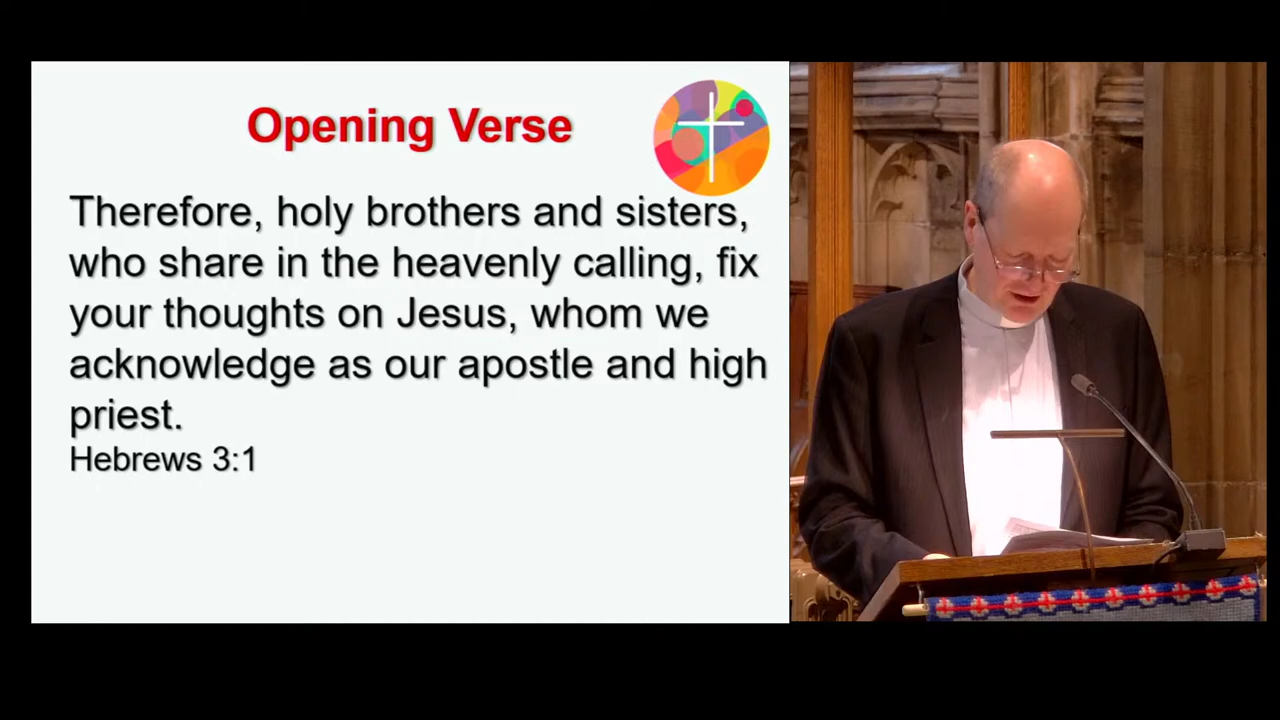 Opening Verse
Therefore, holy brothers and sisters,
who share in the heavenly calling, fix
your thoughts on Jesus, whom we
acknowledge as our apostle and high
priest.
Hebrews 3:1